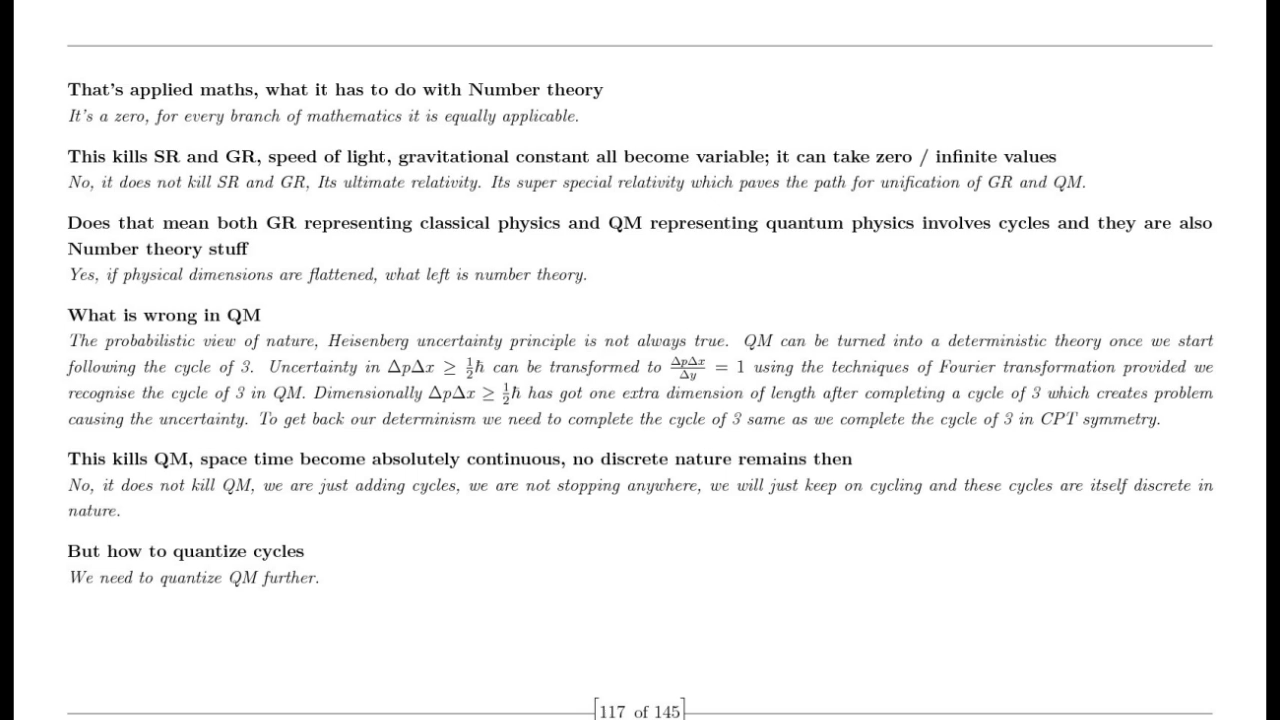 That's applied maths, what it has to do with Number theory
It's a zero, for every branch of mathematics it is equally applicable.
This kills SR and GR, speed of light, gravitational constant all become variable; it can take zero / infinite values
No, it does not kill SR and GR, Its ultimate relativity. Its super special relativity which paves the path for unification of GR and QM.
Does that mean both GR representing classical physics and QM representing quantum physics involves cycles and they are also
Number theory stuff
Yes, if physical dimensions are flattened, what left is number theory.
What is wrong in QM
The probabilistic view of nature, Heisenberg uncertainty principle is not always true. QM can be turned into a deterministic theory once we start
following the cycle of 3. Uncertainty in ΔpΔx ≥ ½ℏ can be transformed to ΔpΔx/Δy = 1 using the techniques of Fourier transformation provided we
recognise the cycle of 3 in QM. Dimensionally ΔpΔx ≥ ½ℏ has got one extra dimension of length after completing a cycle of 3 which creates problem
causing the uncertainty. To get back our determinism we need to complete the cycle of 3 same as we complete the cycle of 3 in CPT symmetry.
This kills QM, space time become absolutely continuous, no discrete nature remains then
No, it does not kill QM, we are just adding cycles, we are not stopping anywhere, we will just keep on cycling and these cycles are itself discrete in
nature.
But how to quantize cycles
We need to quantize QM further.
[117 of 145]